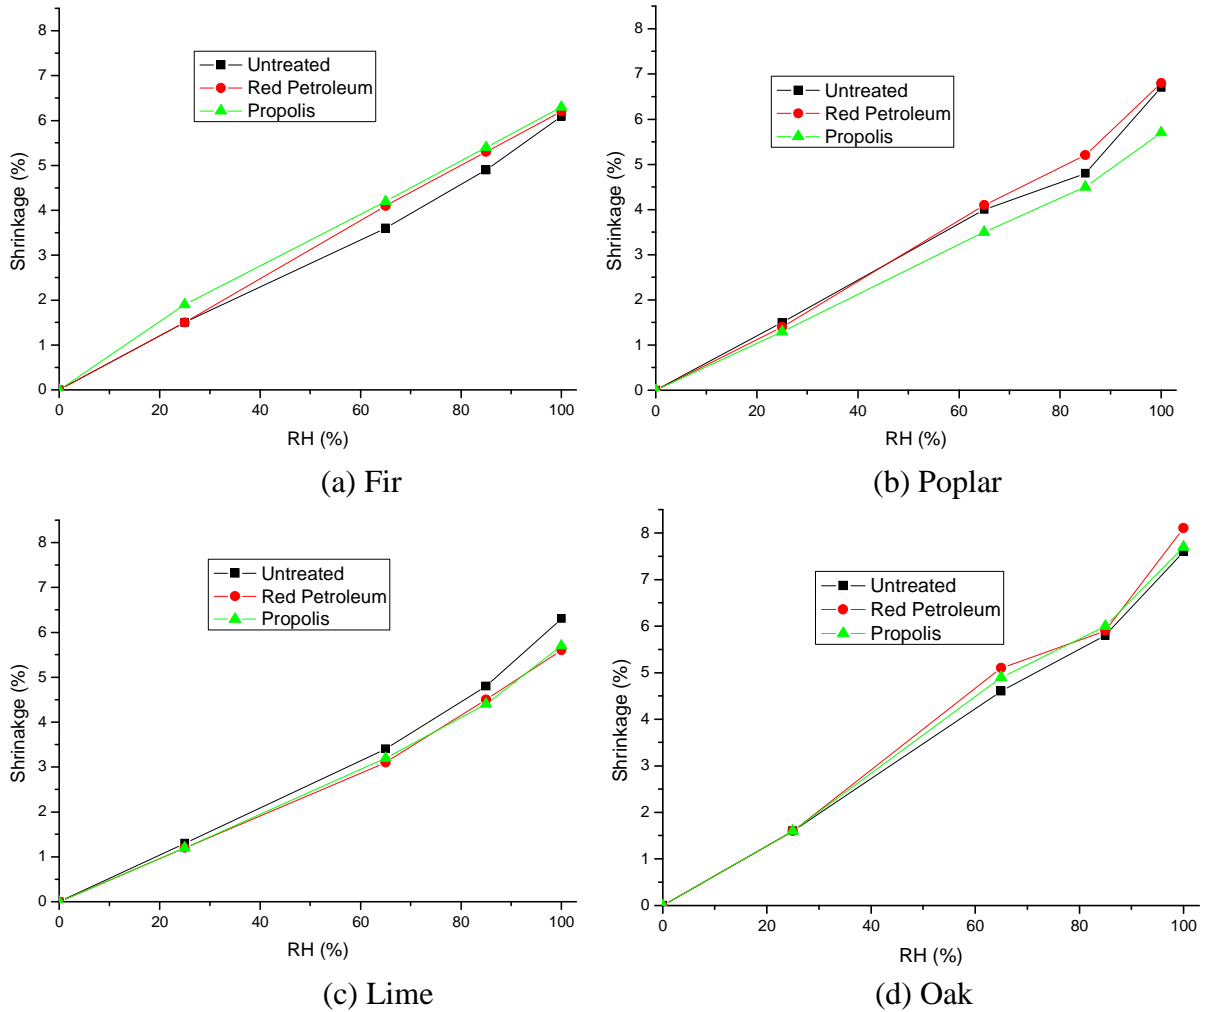 8
7
6
5
4
3
2
1
0
Shrinkage (%)
Untreated
Red Petroleum
Propolis
0 20 40 60 80 100
RH (%)
(a) Fir
8
7
6
5
4
3
2
1
0
Shrinkage (%)
Untreated
Red Petroleum
Propolis
0 20 40 60 80 100
RH (%)
(b) Poplar
8
7
6
5
4
3
2
1
0
Shrinakge (%)
Untreated
Red Petroleum
Propolis
0 20 40 60 80 100
RH (%)
(c) Lime
8
7
6
5
4
3
2
1
0
Shrinkage (%)
Untreated
Red Petroleum
Propolis
0 20 40 60 80 100
RH (%)
(d) Oak